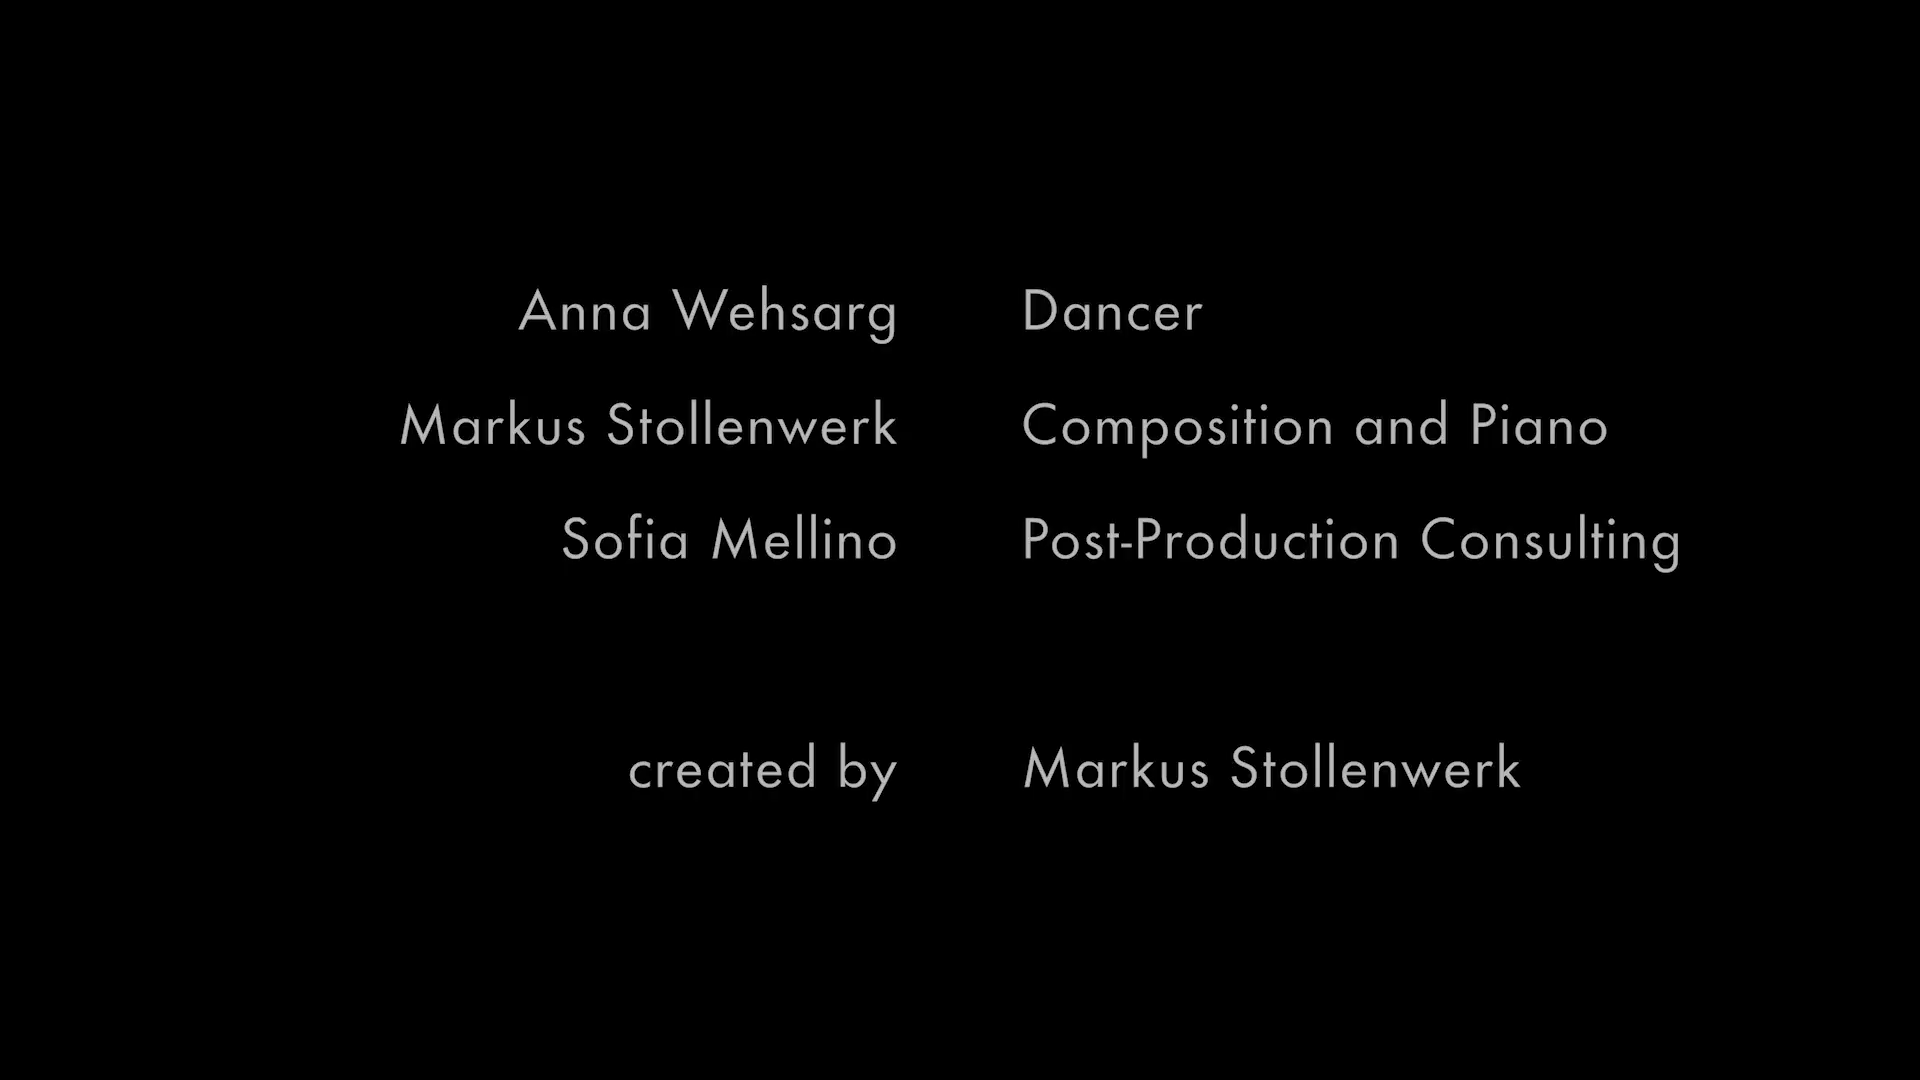 Anna Wehsarg Dancer
Markus Stollenwerk Composition and Piano
Sofia Mellino Post-Production Consulting
created by Markus Stollenwerk